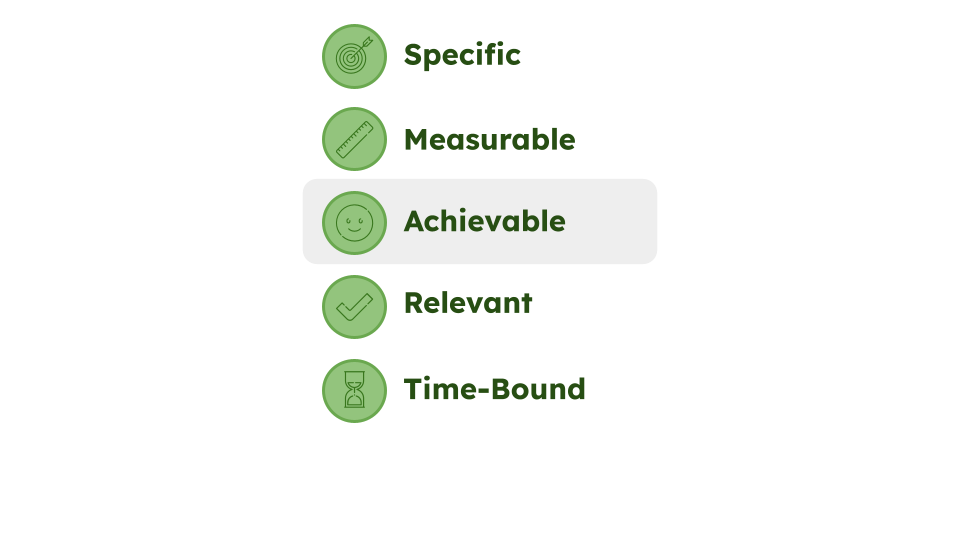 Specific
Measurable
Achievable
Relevant
Time-Bound